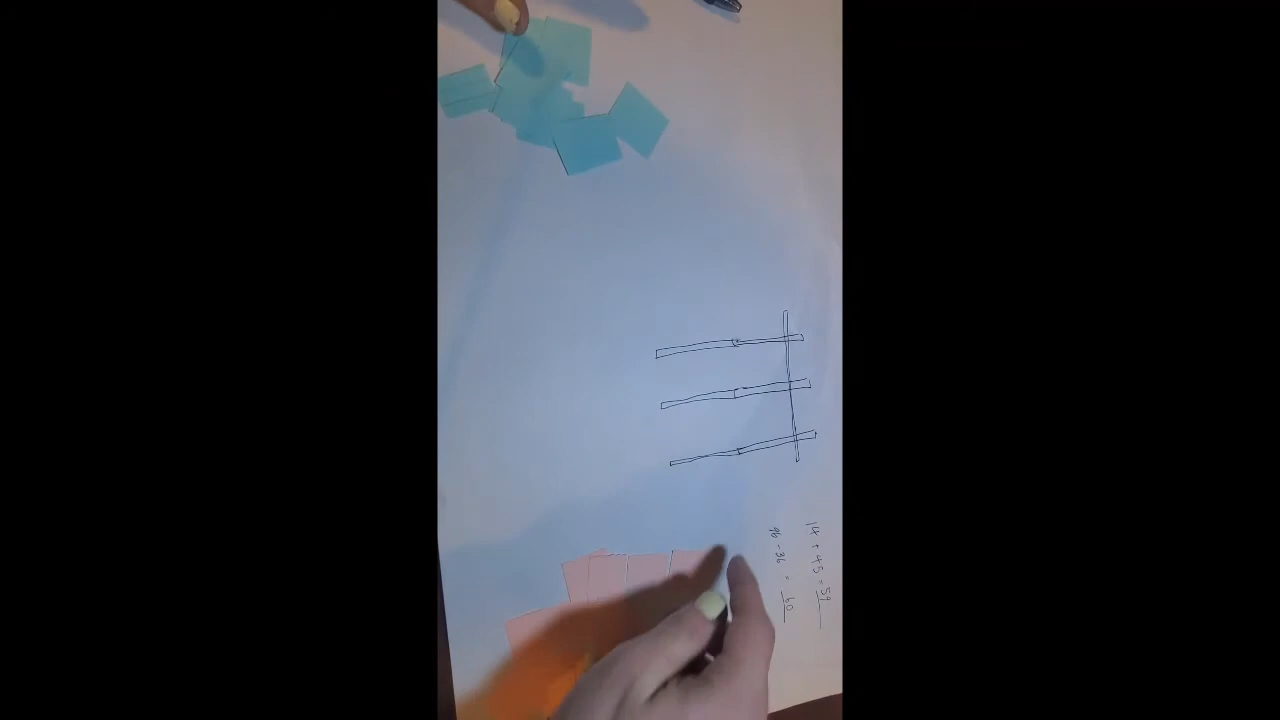 14 + 45 = 59
96 - 36 = 60